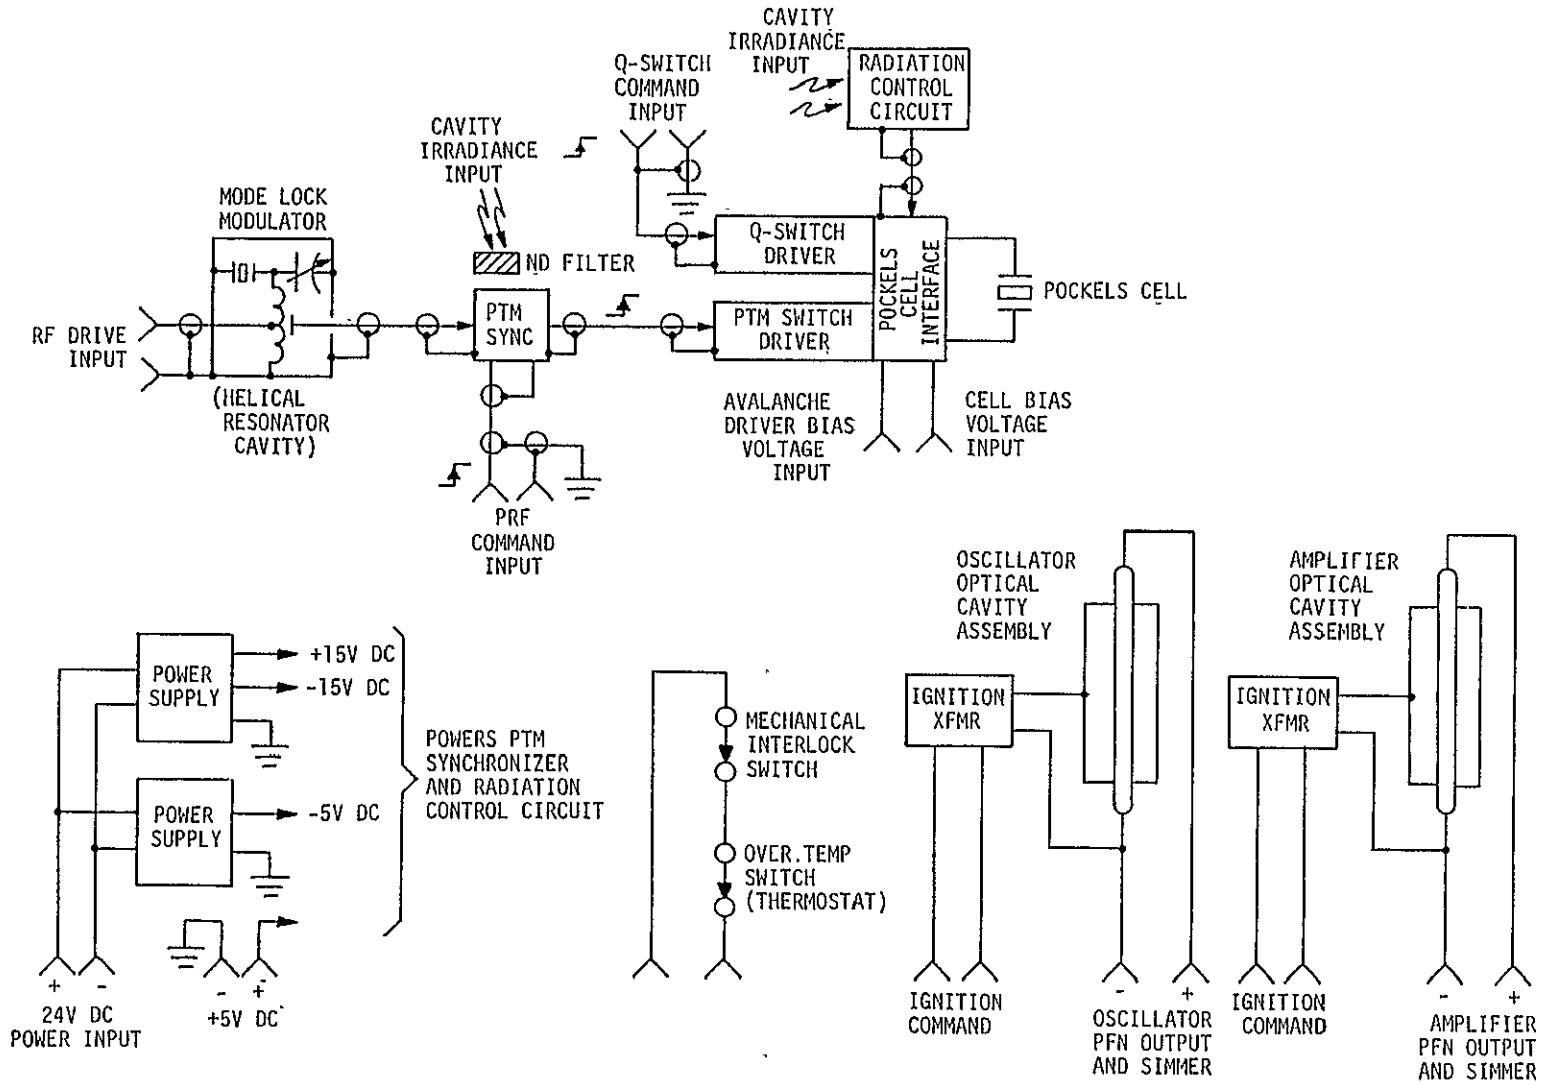 CAVITY
IRRADIANCE
INPUT
RADIATION
CONTROL
CIRCUIT
Q-SWITCH
COMMAND
INPUT
CAVITY
IRRADIANCE
INPUT
MODE LOCK
MODULATOR
ND FILTER
Q-SWITCH
DRIVER
POCKELS
CELL
INTERFACE
POCKELS CELL
RF DRIVE
INPUT
PTM
SYNC
PTM SWITCH
DRIVER
(HELICAL
RESONATOR
CAVITY)
AVALANCHE
DRIVER BIAS
VOLTAGE
INPUT
CELL BIAS
VOLTAGE
INPUT
PRF
COMMAND
INPUT
OSCILLATOR
OPTICAL
CAVITY
ASSEMBLY
AMPLIFIER
OPTICAL
CAVITY
ASSEMBLY
POWER
SUPPLY
+15V DC
-15V DC
POWER
SUPPLY
-5V DC
POWERS PTM
SYNCHRONIZER
AND RADIATION
CONTROL CIRCUIT
MECHANICAL
INTERLOCK
SWITCH
OVER.TEMP
SWITCH
(THERMOSTAT)
IGNITION
XFMR
IGNITION
XFMR
+ -
24V DC
POWER INPUT
- +
+5V DC
IGNITION
COMMAND
- +
OSCILLATOR
PFN OUTPUT
AND SIMMER
IGNITION
COMMAND
- +
AMPLIFIER
PFN OUTPUT
AND SIMMER